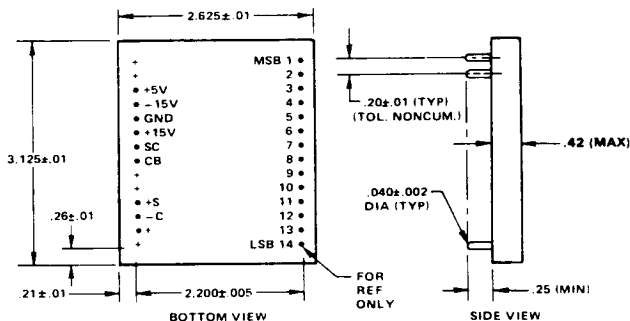 2.625±.01
MSB 1
2
+5V 3
−15V 4
GND 5
+15V 6
SC 7
CB 8
9
10
+S 11
−C 12
+ 13
LSB 14
3.125±.01
.26±.01
.21±.01
2.200±.005
FOR
REF
ONLY
BOTTOM VIEW
.20±.01 (TYP)
(TOL. NONCUM.)
.42 (MAX)
.040±.002
DIA (TYP)
.25 (MIN)
SIDE VIEW